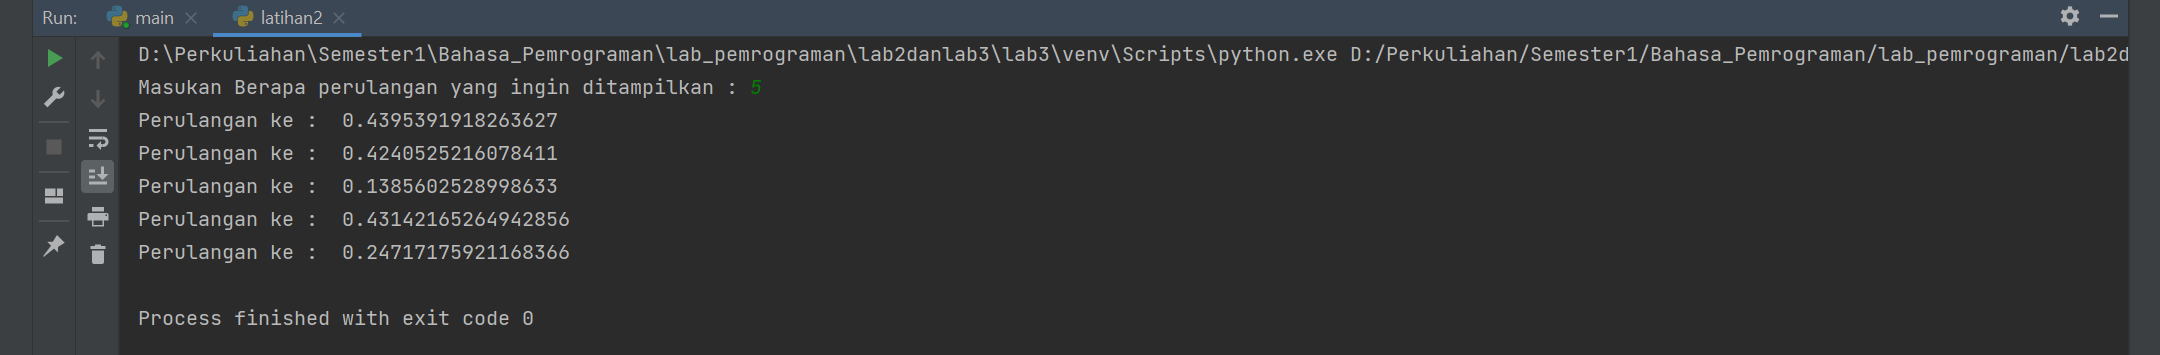 Run: main latihan2
D:\Perkuliahan\Semester1\Bahasa_Pemrograman\lab_pemrograman\lab2danlab3\lab3\venv\Scripts\python.exe D:/Perkuliahan/Semester1/Bahasa_Pemrograman/lab_pemrograman/lab2d
Masukan Berapa perulangan yang ingin ditampilkan : 5
Perulangan ke :  0.4395391918263627
Perulangan ke :  0.4240525216078411
Perulangan ke :  0.1385602528998633
Perulangan ke :  0.43142165264942856
Perulangan ke :  0.24717175921168366
Process finished with exit code 0